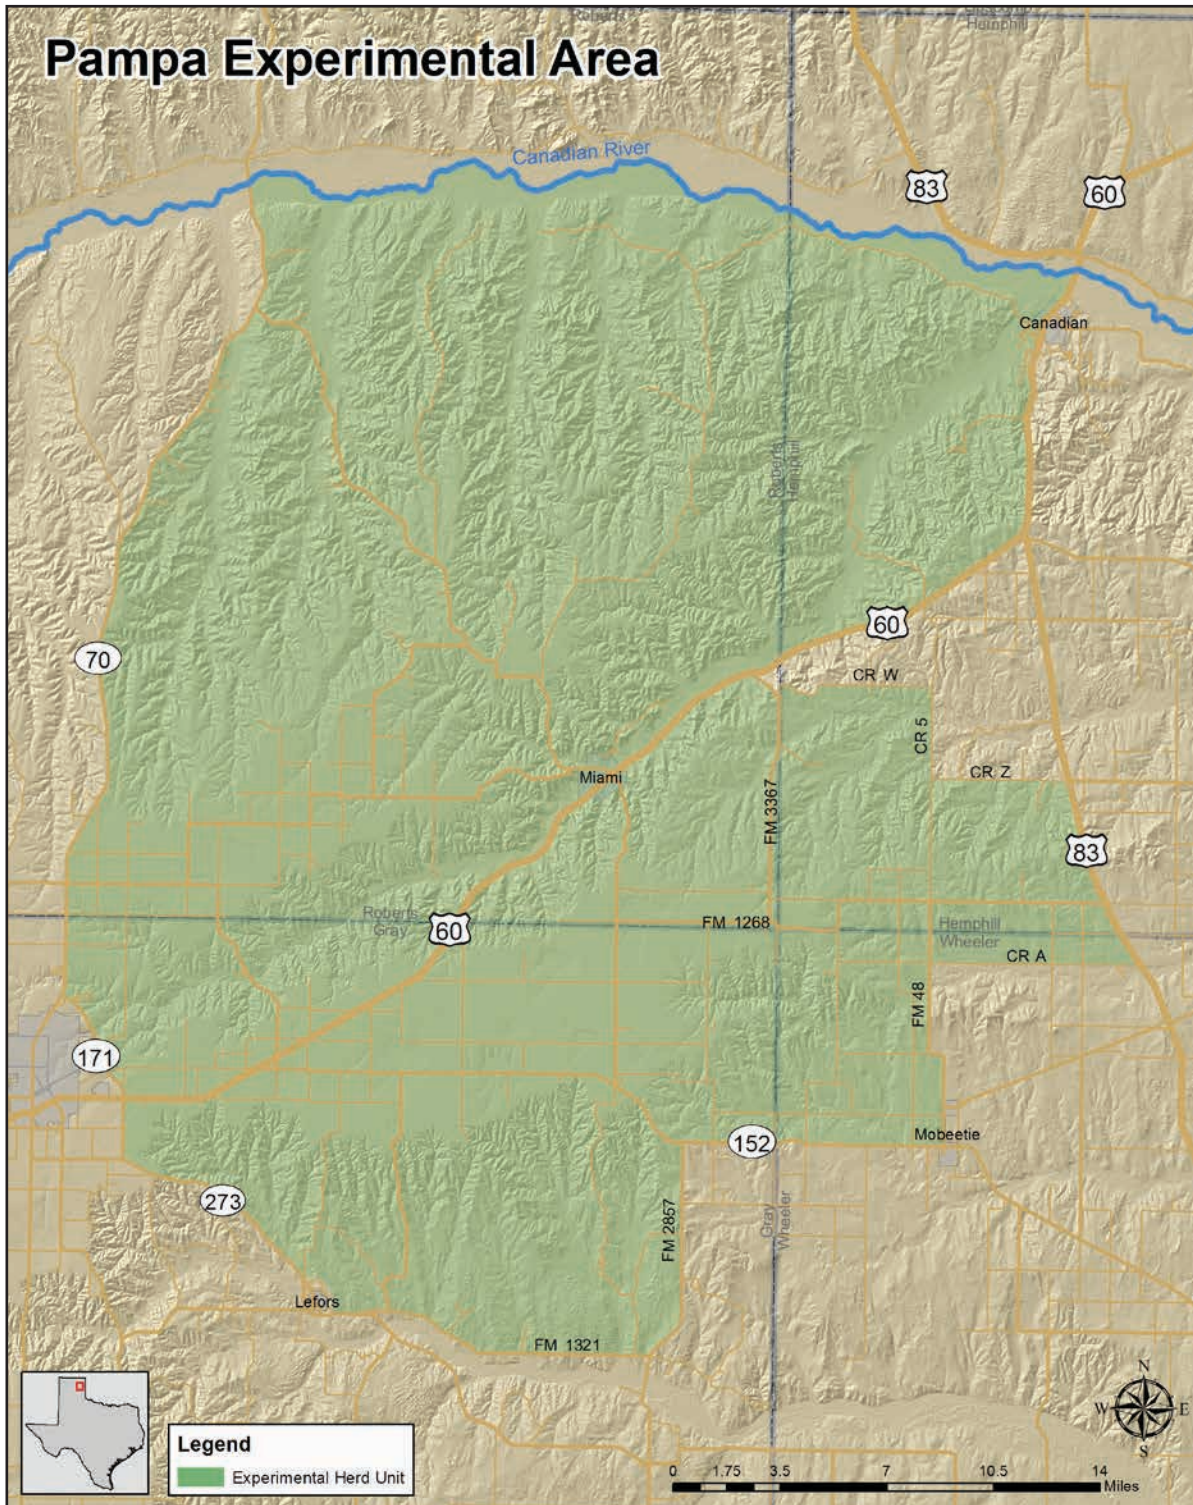 Roberts
Hemphill
Pampa Experimental Area
Canadian River
83
60
Canadian
Roberts
Hemphill
60
70
CR W
CR 5
CR Z
Miami
FM 3367
83
Roberts
Gray
60
FM 1268
Hemphill
Wheeler
CR A
FM 48
171
152
Mobeetie
273
FM 2857
Gray
Wheeler
Lefors
FM 1321
N
W
E
S
Legend
Experimental Herd Unit
0 1.75 3.5 7 10.5 14
Miles